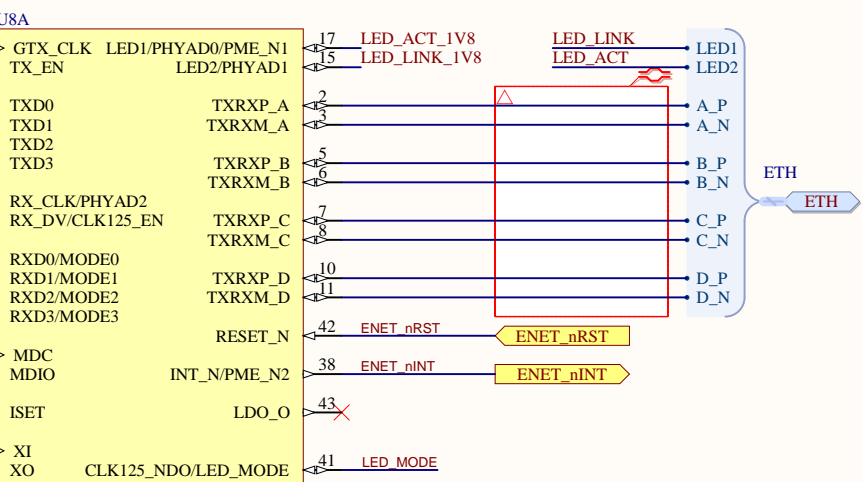 U8A
GTX_CLK LED1/PHYAD0/PME_N1 17 LED_ACT_1V8 LED_LINK LED1
TX_EN LED2/PHYAD1 15 LED_LINK_1V8 LED_ACT LED2
TXD0 TXRXP_A 2 A_P
TXD1 TXRXM_A 3 A_N
TXD2
TXD3 TXRXP_B 5 B_P
ETH
TXRXM_B 6 B_N
RX_CLK/PHYAD2 ETH
RX_DV/CLK125_EN TXRXP_C 7 C_P
TXRXM_C 8 C_N
RXD0/MODE0
RXD1/MODE1 TXRXP_D 10 D_P
RXD2/MODE2 TXRXM_D 11 D_N
RXD3/MODE3
RESET_N 42 ENET_nRST ENET_nRST
MDC
MDIO INT_N/PME_N2 38 ENET_nINT ENET_nINT
ISET LDO_O 43
XI
XO CLK125_NDO/LED_MODE 41 LED_MODE